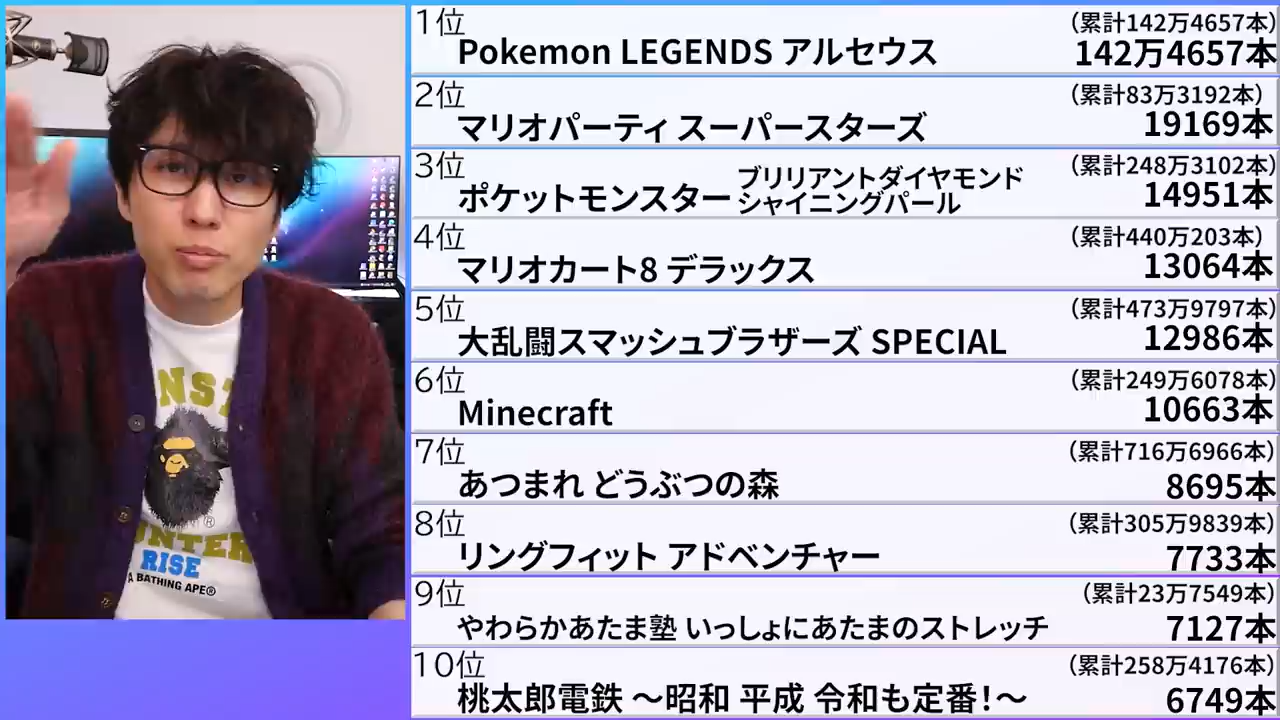 1位
(累計142万4657本)
Pokemon LEGENDS アルセウス
142万4657本
2位
(累計83万3192本)
マリオパーティ スーパースターズ
19169本
3位
(累計248万3102本)
ポケットモンスター ブリリアントダイヤモンド
シャイニングパール
14951本
4位
(累計440万203本)
マリオカート8 デラックス
13064本
5位
(累計473万9797本)
大乱闘スマッシュブラザーズ SPECIAL
12986本
6位
(累計249万6078本)
Minecraft
10663本
7位
(累計716万6966本)
あつまれ どうぶつの森
8695本
8位
(累計305万9839本)
リングフィット アドベンチャー
7733本
9位
(累計23万7549本)
やわらかあたま塾 いっしょにあたまのストレッチ
7127本
10位
(累計258万4176本)
桃太郎電鉄 ～昭和 平成 令和も定番！～
6749本
RISE
A BATHING APE®